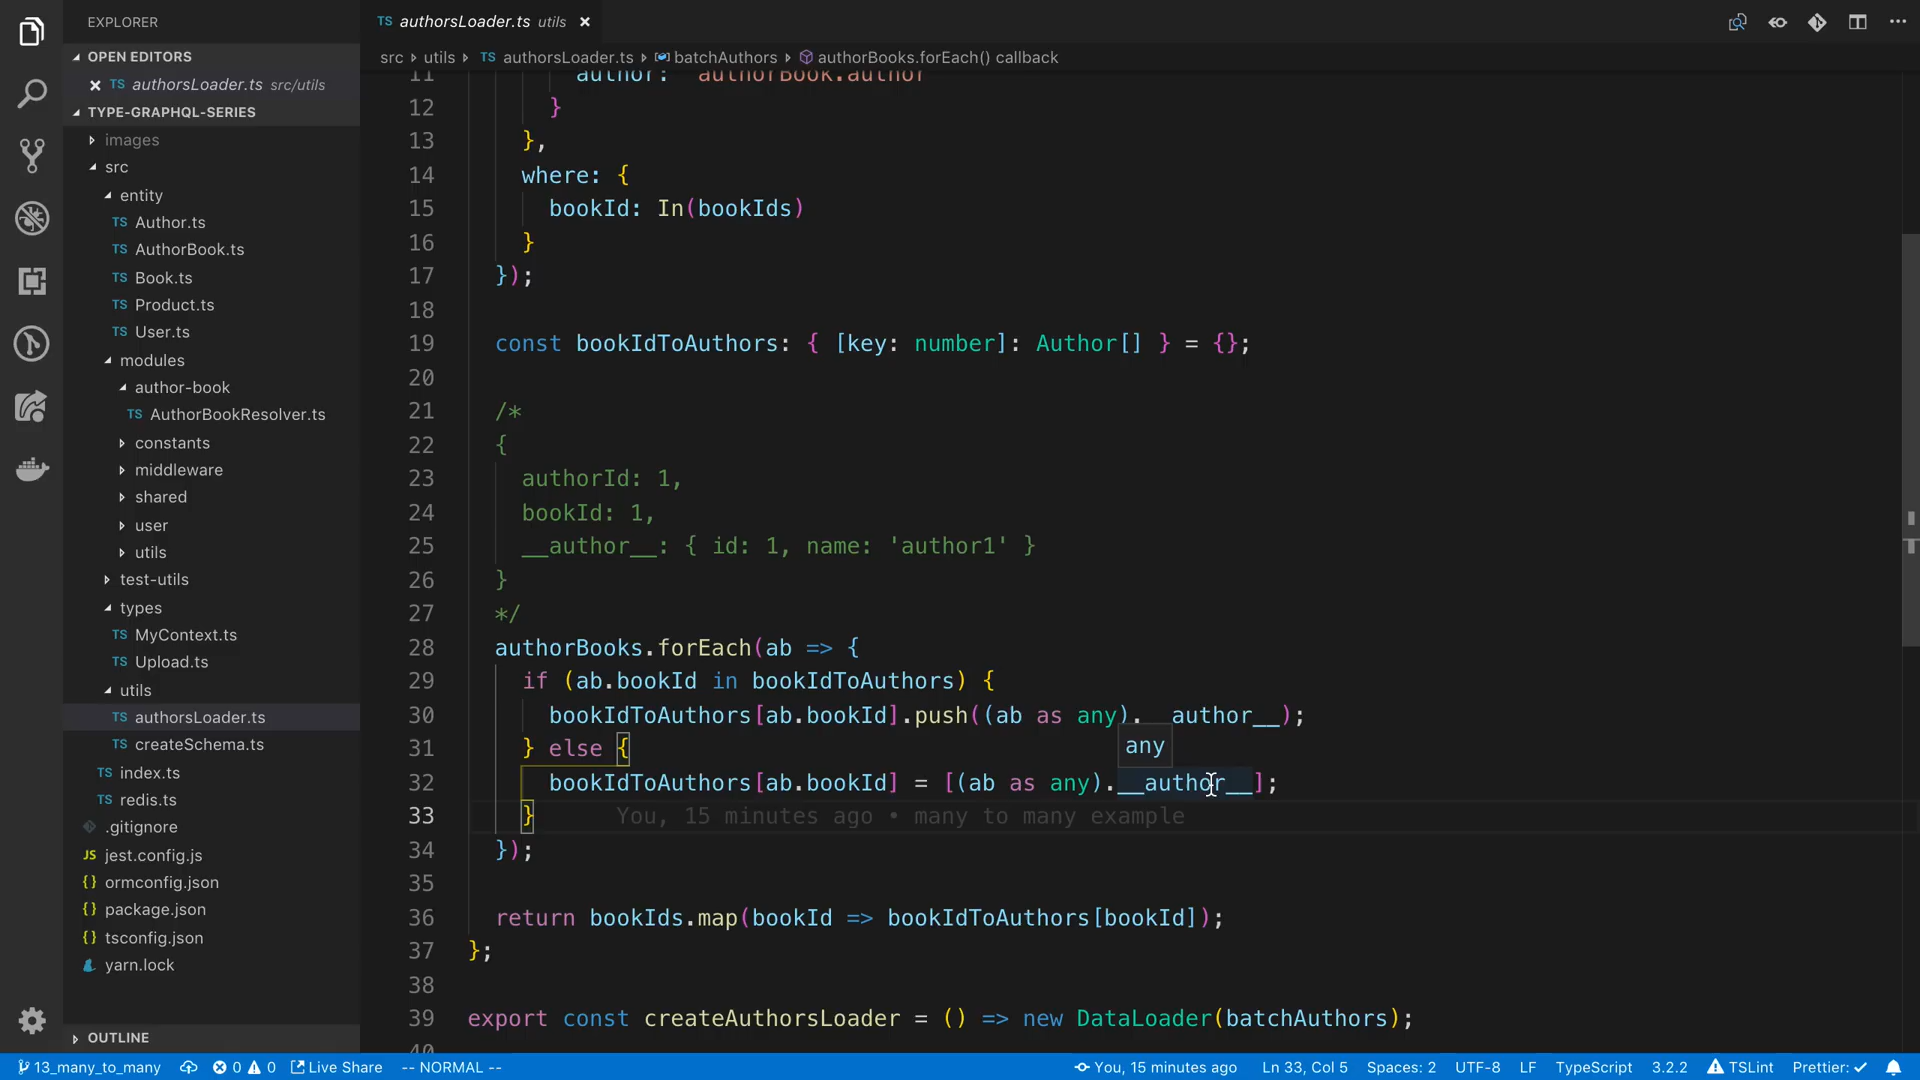 EXPLORER
OPEN EDITORS
TS authorsLoader.ts src/utils
TYPE-GRAPHQL-SERIES
images
src
entity
TS Author.ts
TS AuthorBook.ts
TS Book.ts
TS Product.ts
TS User.ts
modules
author-book
TS AuthorBookResolver.ts
constants
middleware
shared
user
utils
test-utils
types
TS MyContext.ts
TS Upload.ts
utils
TS authorsLoader.ts
TS createSchema.ts
TS index.ts
TS redis.ts
.gitignore
JS jest.config.js
{} ormconfig.json
{} package.json
{} tsconfig.json
yarn.lock
OUTLINE
TS authorsLoader.ts utils
src › utils › TS authorsLoader.ts › batchAuthors › authorBooks.forEach() callback
11 author: "authorBook.author"
12 }
13 },
14 where: {
15 bookId: In(bookIds)
16 }
17 });
18
19 const bookIdToAuthors: { [key: number]: Author[] } = {};
20
21 /*
22 {
23 authorId: 1,
24 bookId: 1,
25 __author__: { id: 1, name: 'author1' }
26 }
27 */
28 authorBooks.forEach(ab => {
29 if (ab.bookId in bookIdToAuthors) {
30 bookIdToAuthors[ab.bookId].push((ab as any).__author__);
31 } else {
any
32 bookIdToAuthors[ab.bookId] = [(ab as any).__author__];
33 } You, 15 minutes ago • many to many example
34 });
35
36 return bookIds.map(bookId => bookIdToAuthors[bookId]);
37 };
38
39 export const createAuthorsLoader = () => new DataLoader(batchAuthors);
40
13_many_to_many 0 0 Live Share -- NORMAL -- You, 15 minutes ago Ln 33, Col 5 Spaces: 2 UTF-8 LF TypeScript 3.2.2 TSLint Prettier: ✓